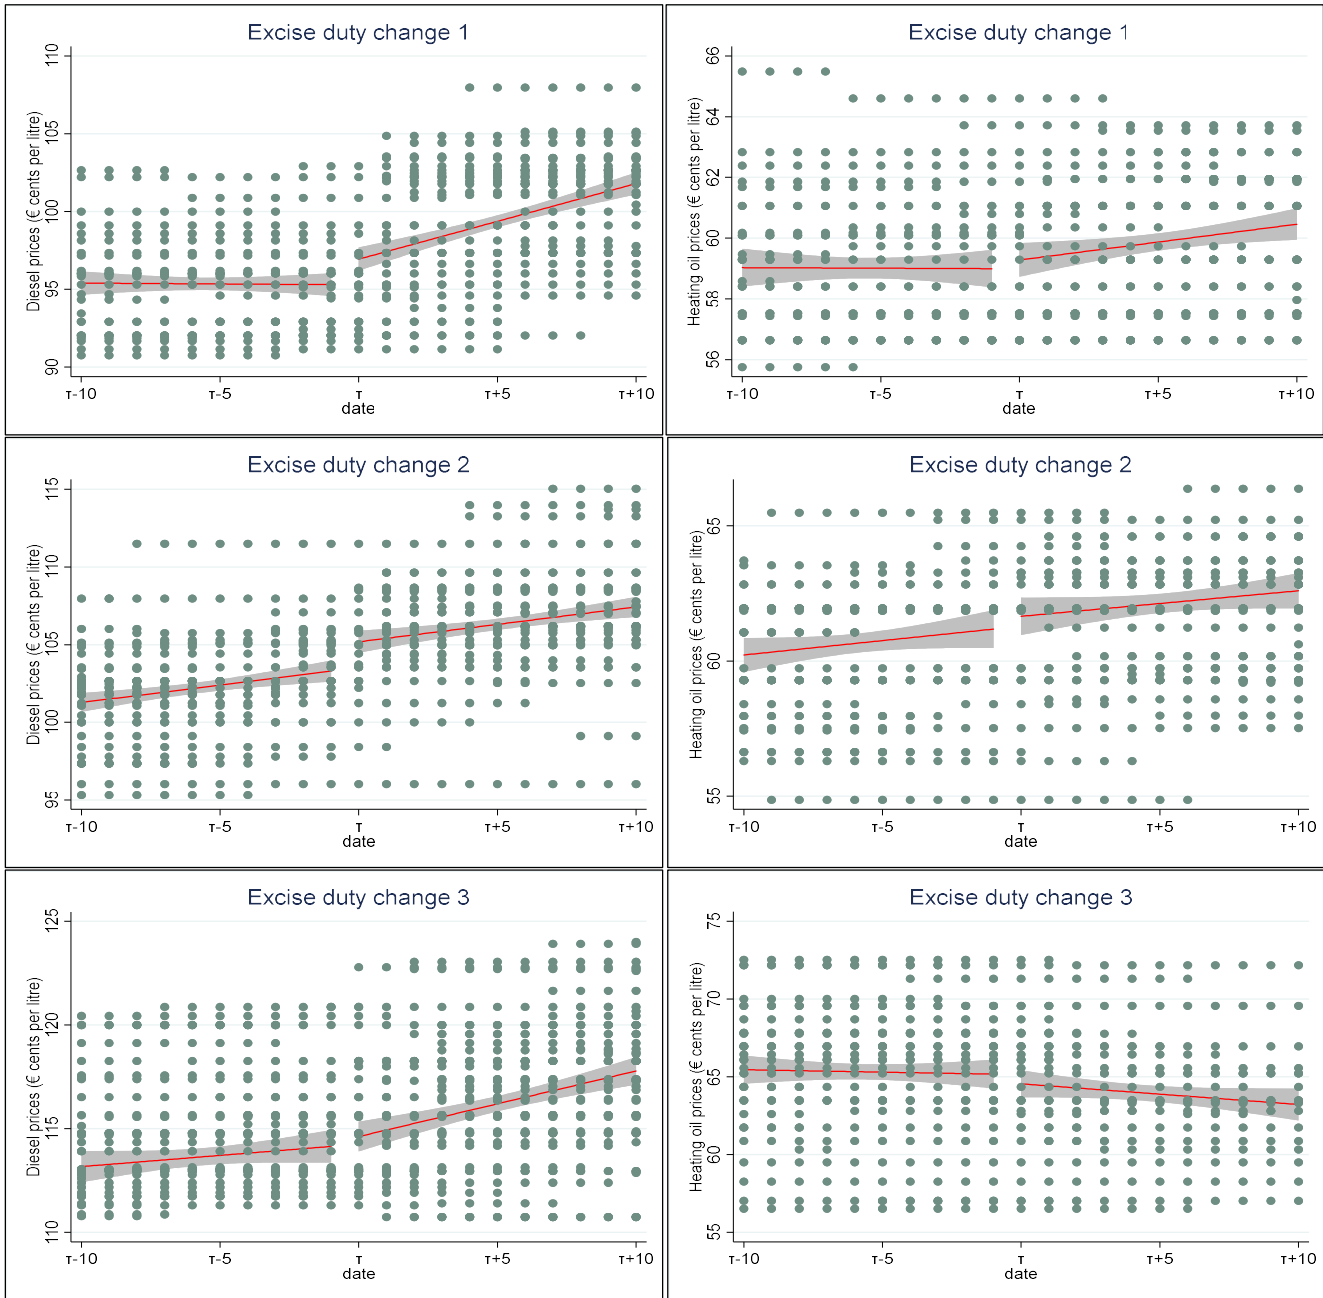 Excise duty change 1
Diesel prices (€ cents per litre)
110
105
100
95
90
τ-10
τ-5
τ
τ+5
τ+10
date
Excise duty change 1
Heating oil prices (€ cents per litre)
66
64
62
60
58
56
τ-10
τ-5
τ
τ+5
τ+10
date
Excise duty change 2
Diesel prices (€ cents per litre)
115
110
105
100
95
τ-10
τ-5
τ
τ+5
τ+10
date
Excise duty change 2
Heating oil prices (€ cents per litre)
65
60
55
τ-10
τ-5
τ
τ+5
τ+10
date
Excise duty change 3
Diesel prices (€ cents per litre)
125
120
115
110
τ-10
τ-5
τ
τ+5
τ+10
date
Excise duty change 3
Heating oil prices (€ cents per litre)
75
70
65
60
55
τ-10
τ-5
τ
τ+5
τ+10
date